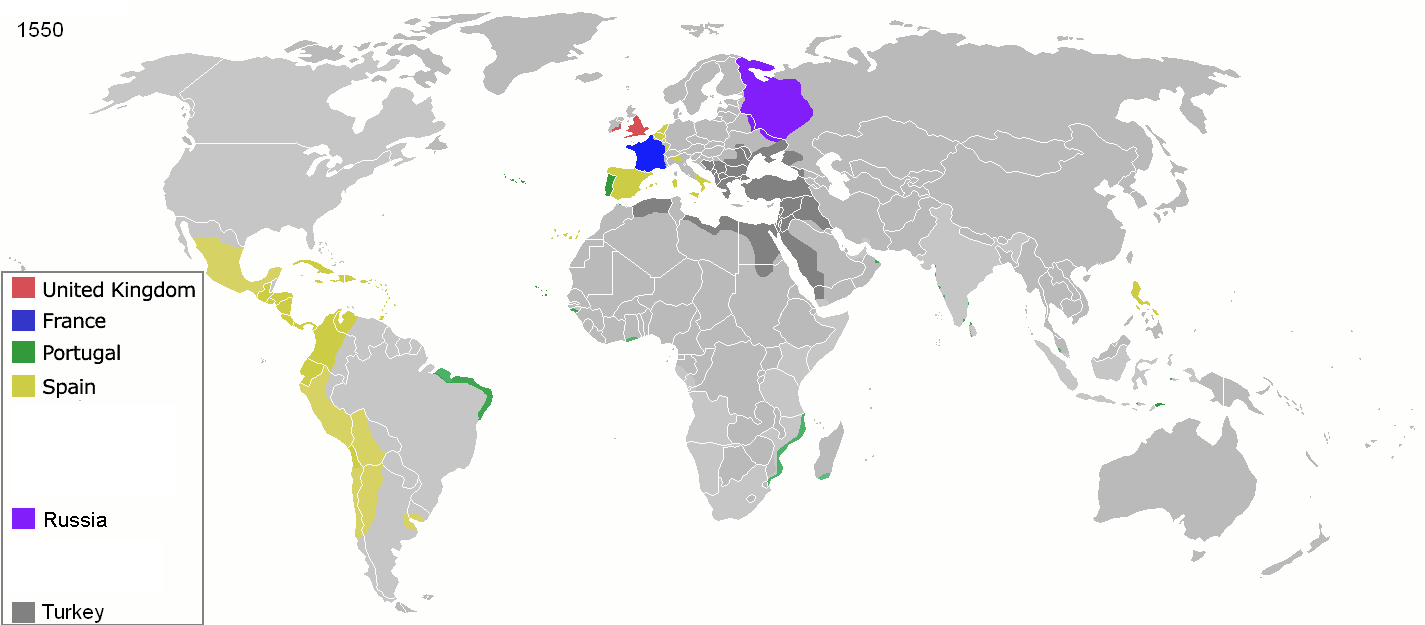 1550
United Kingdom
France
Portugal
Spain
Russia
Turkey